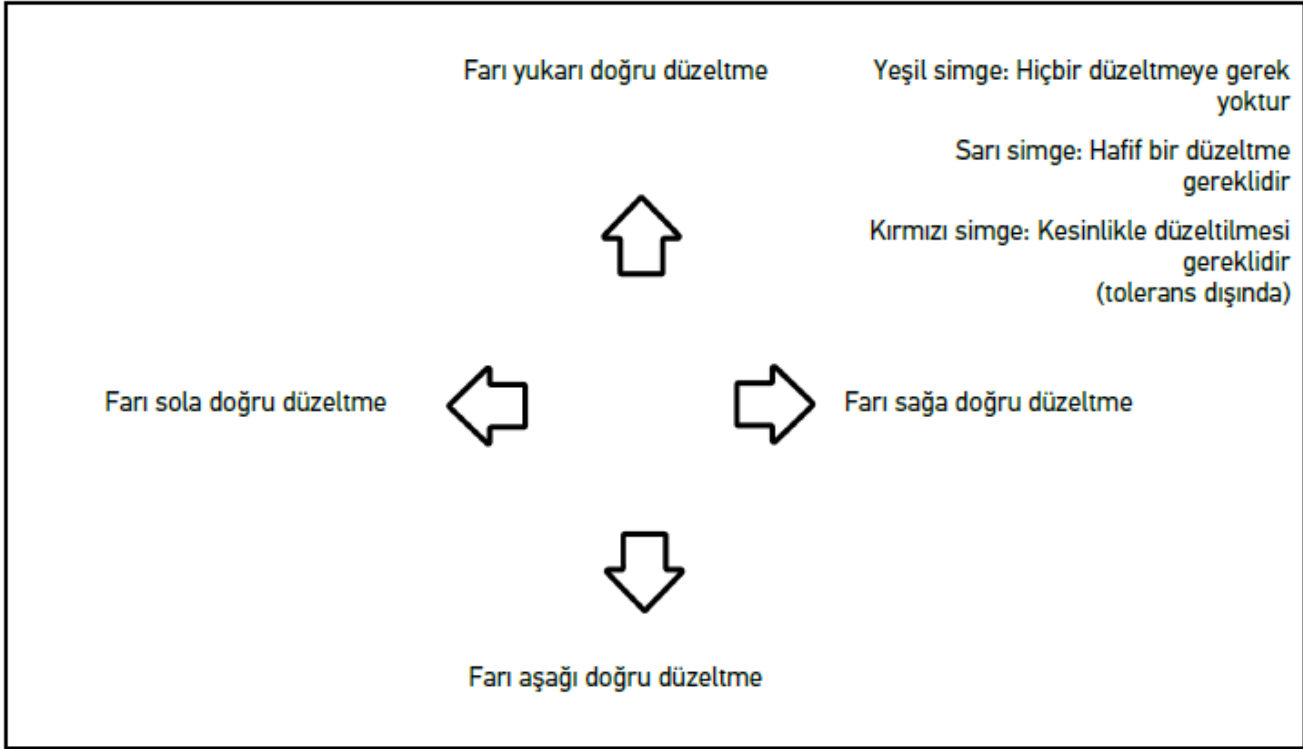 Farı yukarı doğru düzeltme
Yeşil simge: Hiçbir düzeltmeye gerek
yoktur
Sarı simge: Hafif bir düzeltme
gereklidir
Kırmızı simge: Kesinlikle düzeltilmesi
gereklidir
(tolerans dışında)
Farı sola doğru düzeltme
Farı sağa doğru düzeltme
Farı aşağı doğru düzeltme